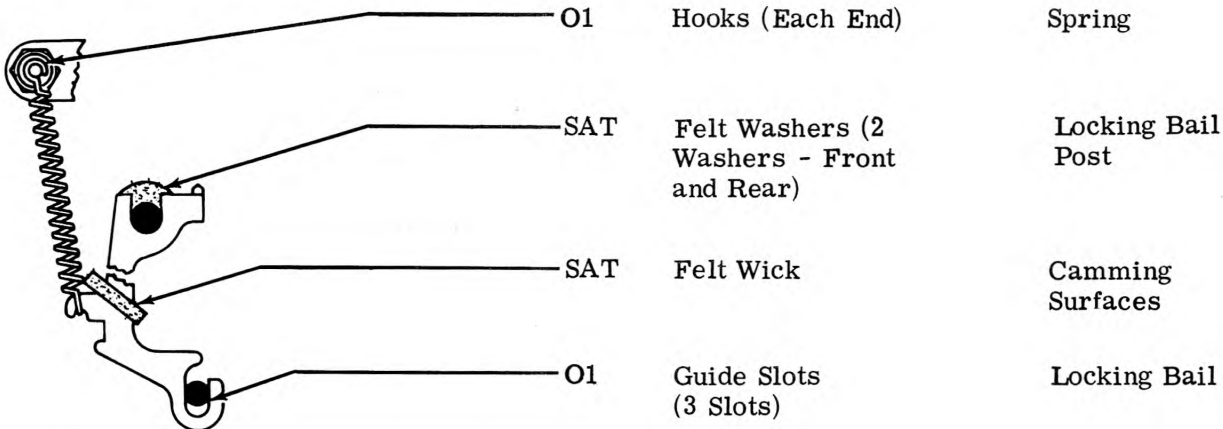 O1 Hooks (Each End) Spring
SAT Felt Washers (2 Locking Bail
Washers - Front Post
and Rear)
SAT Felt Wick Camming
Surfaces
O1 Guide Slots Locking Bail
(3 Slots)